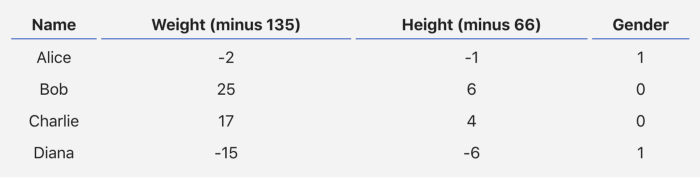 Name Weight (minus 135) Height (minus 66) Gender
Alice -2 -1 1
Bob 25 6 0
Charlie 17 4 0
Diana -15 -6 1